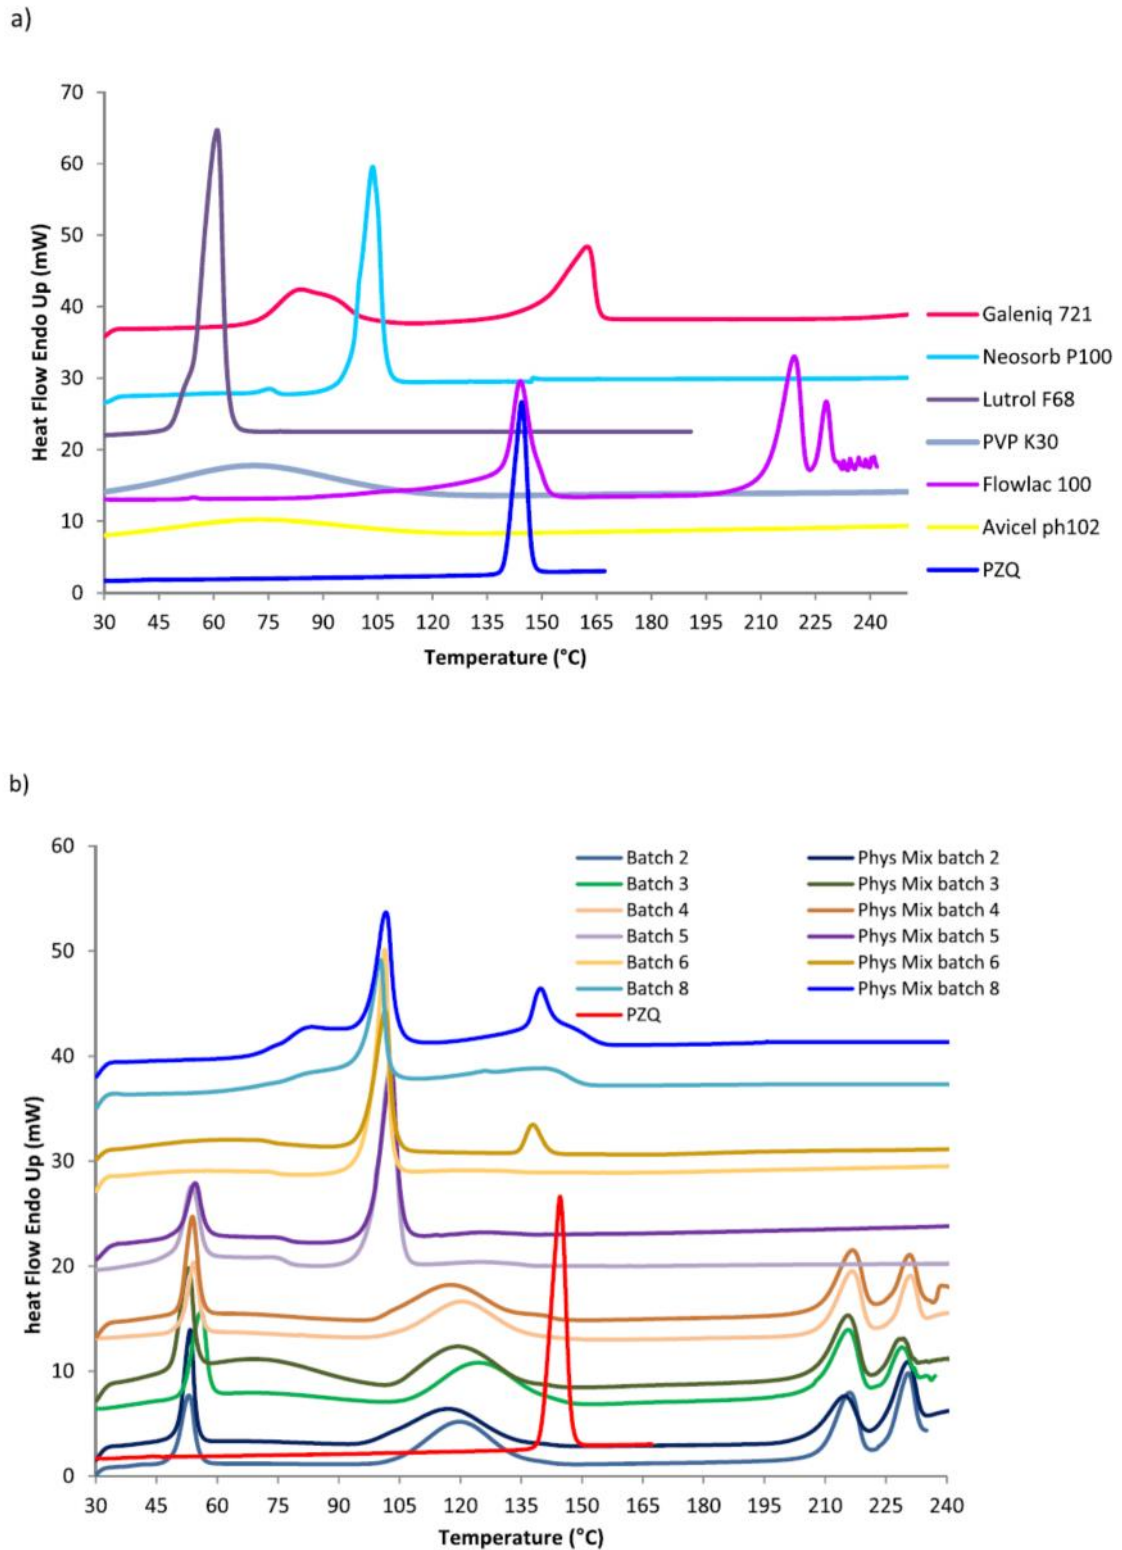 a)
70
60
50
40
30
20
10
0
Heat Flow Endo Up (mW)
30 45 60 75 90 105 120 135 150 165 180 195 210 225 240
Temperature (°C)
Galeniq 721
Neosorb P100
Lutrol F68
PVP K30
Flowlac 100
Avicel ph102
PZQ
b)
60
50
40
30
20
10
0
heat Flow Endo Up (mW)
Batch 2 Phys Mix batch 2
Batch 3 Phys Mix batch 3
Batch 4 Phys Mix batch 4
Batch 5 Phys Mix batch 5
Batch 6 Phys Mix batch 6
Batch 8 Phys Mix batch 8
PZQ
30 45 60 75 90 105 120 135 150 165 180 195 210 225 240
Temperature (°C)